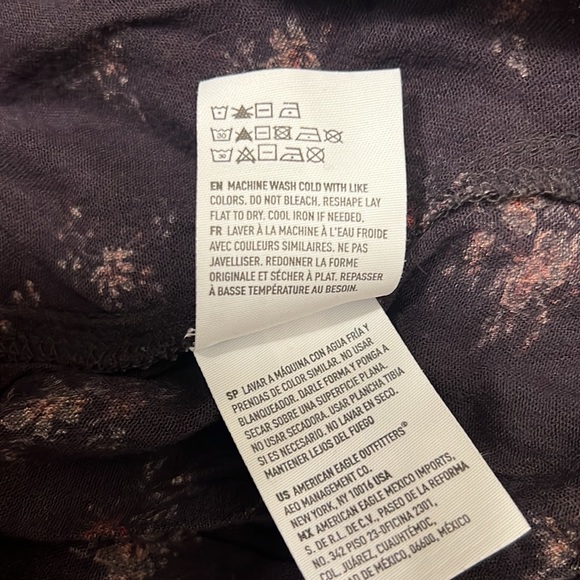 EN MACHINE WASH COLD WITH LIKE
COLORS. DO NOT BLEACH. RESHAPE LAY
FLAT TO DRY. COOL IRON IF NEEDED.
FR LAVER À LA MACHINE À L'EAU FROIDE
AVEC COULEURS SIMILAIRES. NE PAS
JAVELLISER. REDONNER LA FORME
ORIGINALE ET SÉCHER À PLAT. REPASSER
À BASSE TEMPÉRATURE AU BESOIN.
SP LAVAR A MÁQUINA CON AGUA FRÍA Y
PRENDAS DE COLOR SIMILAR. NO USAR
BLANQUEADOR. DARLE FORMA Y PONGA A
SECAR SOBRE UNA SUPERFICIE PLANA.
NO USAR SECADORA. USAR PLANCHA TIBIA
SI ES NECESARIO. NO LAVAR EN SECO.
MANTENER LEJOS DEL FUEGO
US AMERICAN EAGLE OUTFITTERS®
AEO MANAGEMENT CO.
NEW YORK, NY 10016 USA
MX AMERICAN EAGLE MEXICO IMPORTS,
S. DE R.L. DE C.V., PASEO DE LA REFORMA
NO. 342 PISO 23-OFICINA 2301,
COL. JUÁREZ, CUAUHTÉMOC,
AD DE MÉXICO, 06600, MÉXICO